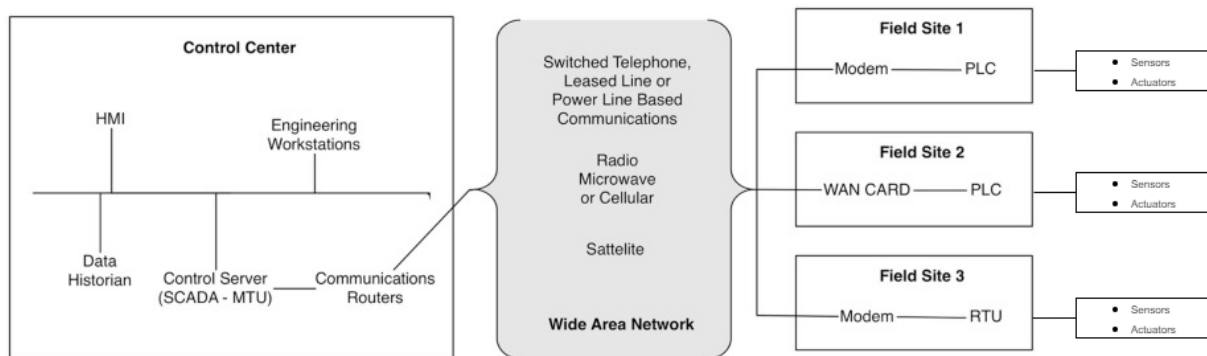 Control Center
HMI
Engineering
Workstations
Data
Historian
Control Server
(SCADA - MTU)
Communications
Routers
Switched Telephone,
Leased Line or
Power Line Based
Communications
Radio
Microwave
or Cellular
Sattelite
Wide Area Network
Field Site 1
Modem
PLC
• Sensors
• Actuators
Field Site 2
WAN CARD
PLC
• Sensors
• Actuators
Field Site 3
Modem
RTU
• Sensors
• Actuators